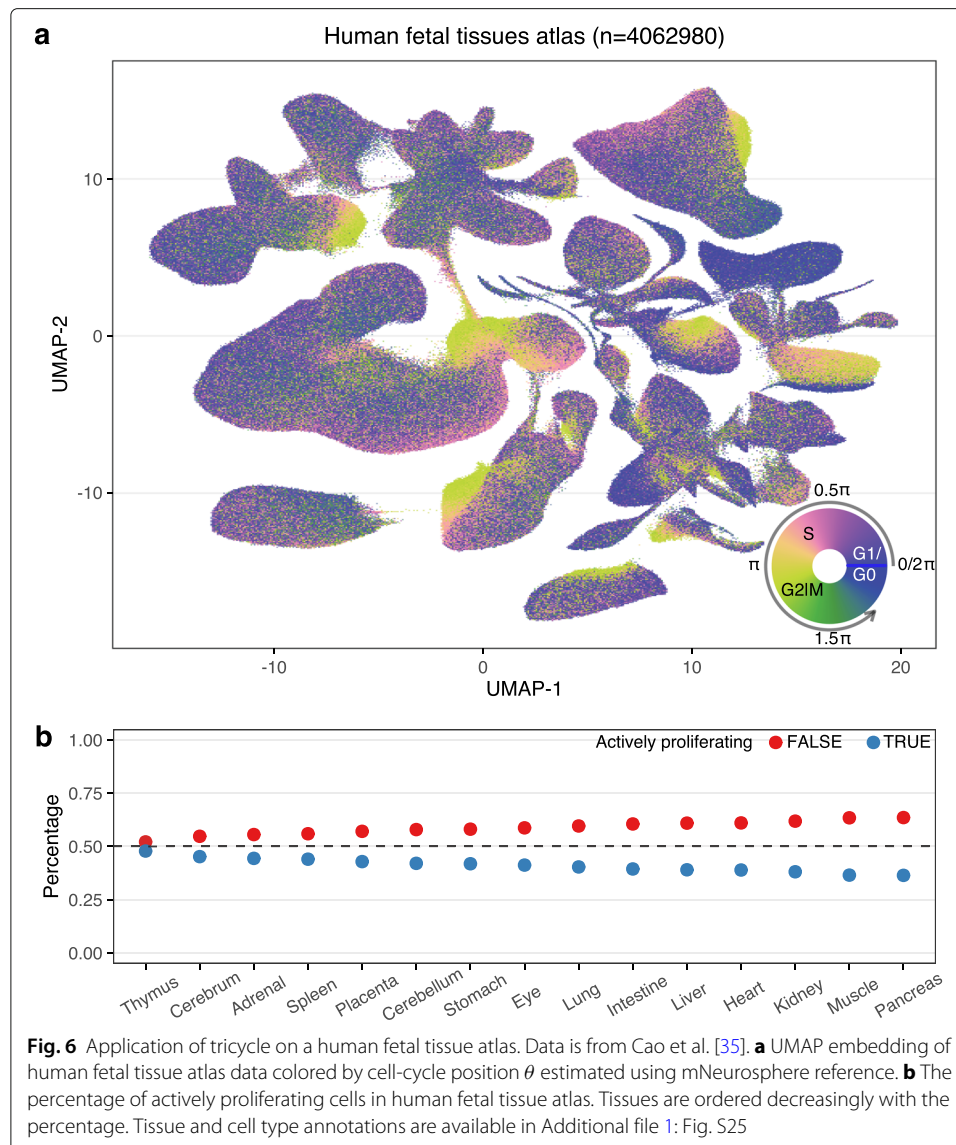 a
Human fetal tissues atlas (n=4062980)
10
0
-10
UMAP-2
0.5π
S
G1/
G0
0/2π
π
G2lM
1.5π
-10
0
10
20
UMAP-1
b
Actively proliferating FALSE TRUE
1.00
0.75
0.50
0.25
0.00
Percentage
Thymus
Cerebrum
Adrenal
Spleen
Placenta
Cerebellum
Stomach
Eye
Lung
Intestine
Liver
Heart
Kidney
Muscle
Pancreas
Fig. 6 Application of tricycle on a human fetal tissue atlas. Data is from Cao et al. [35]. a UMAP embedding of
human fetal tissue atlas data colored by cell-cycle position θ estimated using mNeurosphere reference. b The
percentage of actively proliferating cells in human fetal tissue atlas. Tissues are ordered decreasingly with the
percentage. Tissue and cell type annotations are available in Additional file 1: Fig. S25